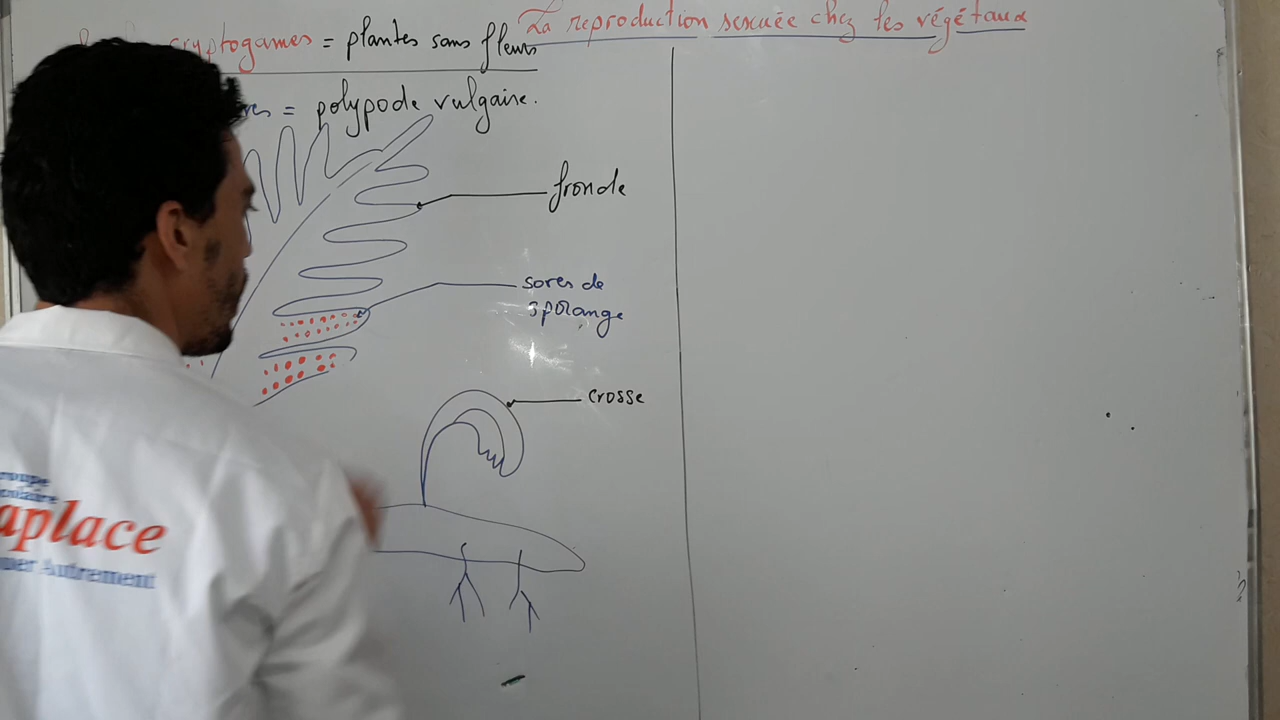 La reproduction sexuée chez les végétaux
cryptogames = plantes sans fleurs
= polypode vulgaire.
fronde
sores de
sporange
crosse
aplace
Autrement